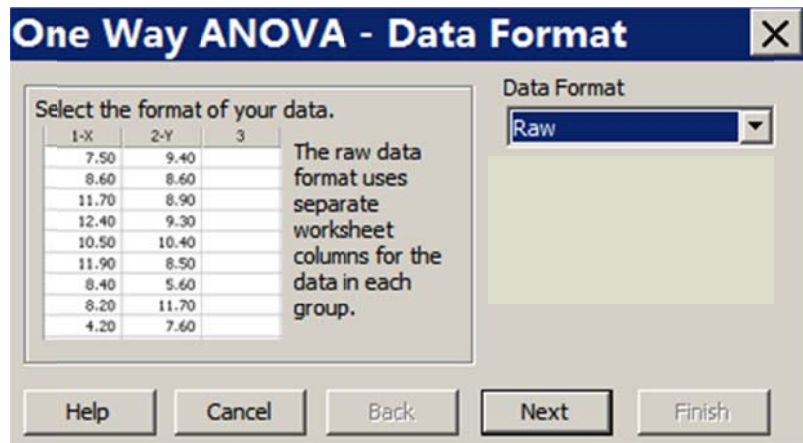 One Way ANOVA - Data Format
Select the format of your data.
1-X 2-Y 3
7.50 9.40
8.60 8.60
11.70 8.90
12.40 9.30
10.50 10.40
11.90 8.50
8.40 5.60
8.20 11.70
4.20 7.60
The raw data
format uses
separate
worksheet
columns for the
data in each
group.
Data Format
Raw
Help Cancel Back Next Finish